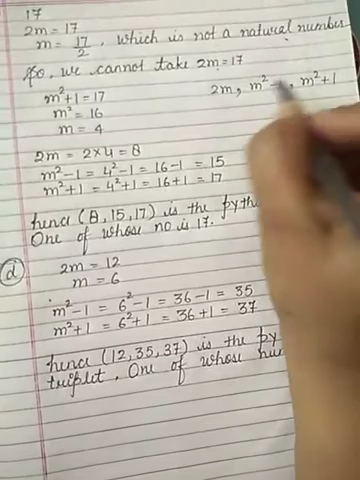 17
2m = 17
m = 17/2, which is not a natural number
So, we cannot take 2m = 17
m²+1 = 17
m² = 16
m = 4
2m, m² , m²+1
2m = 2×4 = 8
m²-1 = 4²-1 = 16-1 = 15
m²+1 = 4²+1 = 16+1 = 17
hence (8, 15, 17) is the pyth
One of whose no is 17.
(d)
2m = 12
m = 6
m²-1 = 6²-1 = 36-1 = 35
m²+1 = 6²+1 = 36+1 = 37
hence (12, 35, 37) is the py
triplet. One of whose nu